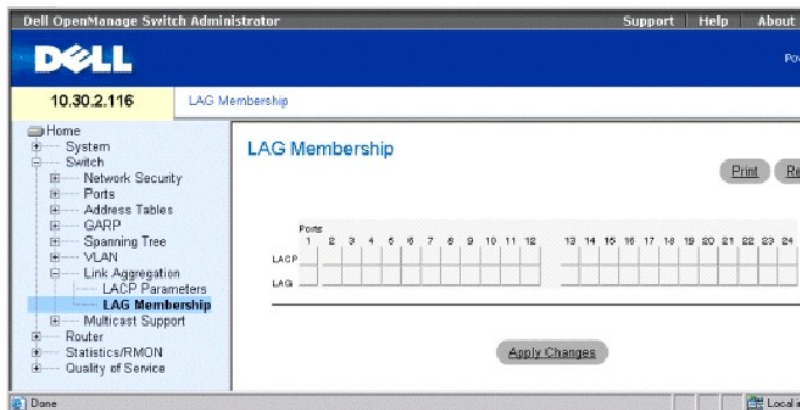 Dell OpenManage Switch Administrator
Support Help About
DELL
10.30.2.116
LAG Membership
Home
System
Switch
Network Security
Ports
Address Tables
GARP
Spanning Tree
VLAN
Link Aggregation
LACP Parameters
LAG Membership
Multicast Support
Router
Statistics/RMON
Quality of Service
LAG Membership
Print
Ports
1 2 3 4 5 6 7 8 9 10 11 12 13 14 15 16 17 18 19 20 21 22 23 24
LACP
LAG
Apply Changes
Done
Local